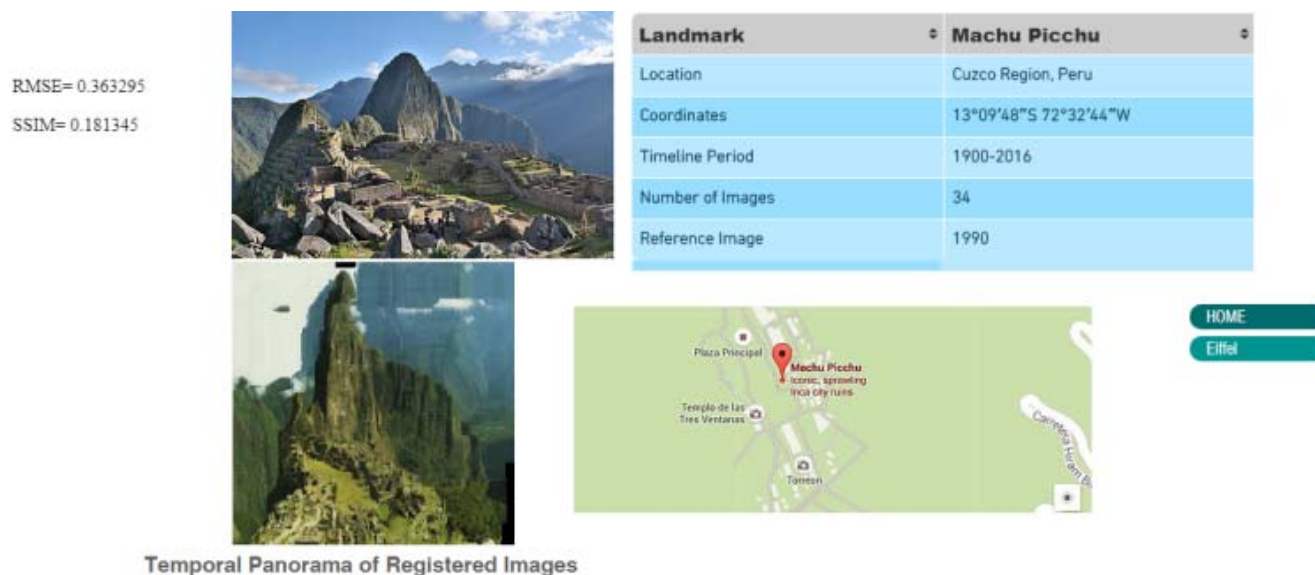 RMSE= 0.363295
SSIM= 0.181345
Landmark Machu Picchu
Location Cuzco Region, Peru
Coordinates 13°09'48"'S 72°32'44"'W
Timeline Period 1900-2016
Number of Images 34
Reference Image 1990
HOME
Eiffel
Plaza Principal
Machu Picchu
Iconic, sprawling
Inca city ruins
Templo de las
Tres Ventanas
Torreon
Carretera Hiram
Temporal Panorama of Registered Images